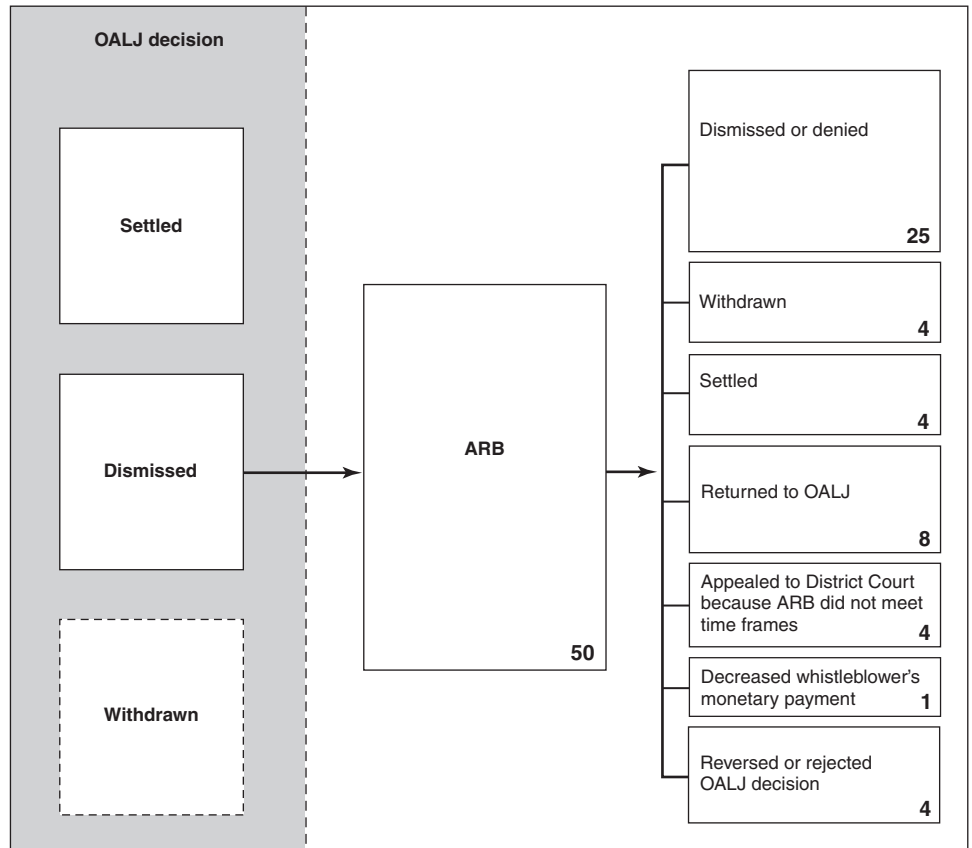 OALJ decision
Settled
Dismissed
Withdrawn
ARB
50
Dismissed or denied
25
Withdrawn
4
Settled
4
Returned to OALJ
8
Appealed to District Court
because ARB did not meet
time frames
4
Decreased whistleblower's
monetary payment
1
Reversed or rejected
OALJ decision
4